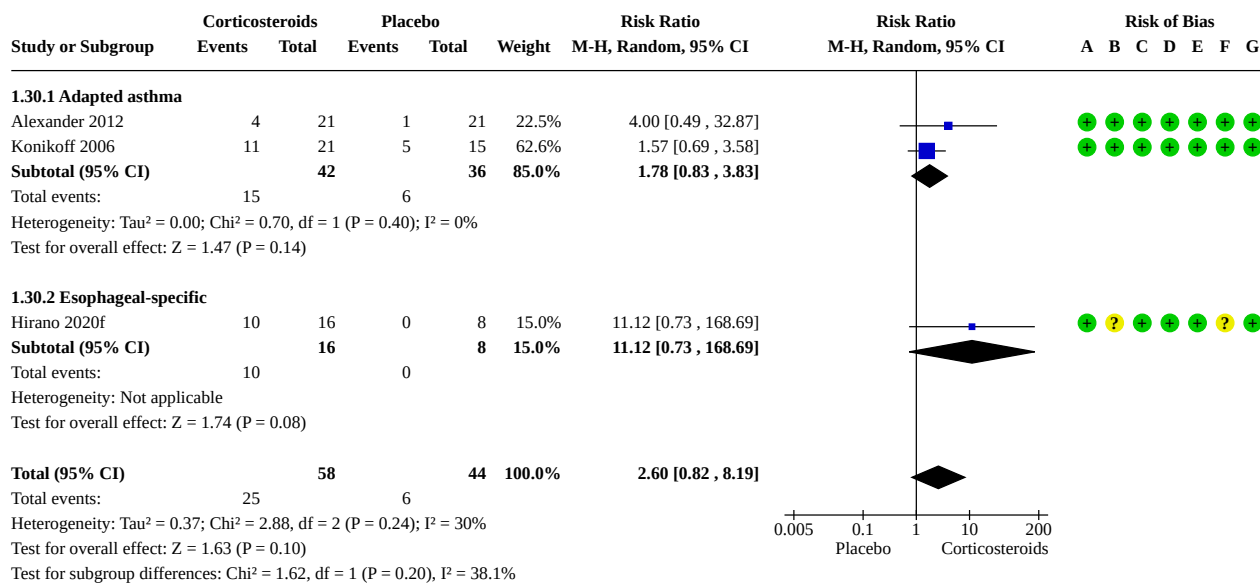 Corticosteroids Placebo Risk Ratio Risk Ratio Risk of Bias
Study or Subgroup Events Total Events Total Weight M-H, Random, 95% CI M-H, Random, 95% CI A B C D E F G
1.30.1 Adapted asthma
Alexander 2012 4 21 1 21 22.5% 4.00 [0.49 , 32.87] + + + + + + +
Konikoff 2006 11 21 5 15 62.6% 1.57 [0.69 , 3.58] + + + + + + +
Subtotal (95% CI) 42 36 85.0% 1.78 [0.83 , 3.83]
Total events: 15 6
Heterogeneity: Tau² = 0.00; Chi² = 0.70, df = 1 (P = 0.40); I² = 0%
Test for overall effect: Z = 1.47 (P = 0.14)
1.30.2 Esophageal-specific
Hirano 2020f 10 16 0 8 15.0% 11.12 [0.73 , 168.69] + ? + + + ? +
Subtotal (95% CI) 16 8 15.0% 11.12 [0.73 , 168.69]
Total events: 10 0
Heterogeneity: Not applicable
Test for overall effect: Z = 1.74 (P = 0.08)
Total (95% CI) 58 44 100.0% 2.60 [0.82 , 8.19]
Total events: 25 6
Heterogeneity: Tau² = 0.37; Chi² = 2.88, df = 2 (P = 0.24); I² = 30%
0.005 0.1 1 10 200
Test for overall effect: Z = 1.63 (P = 0.10) Placebo Corticosteroids
Test for subgroup differences: Chi² = 1.62, df = 1 (P = 0.20), I² = 38.1%